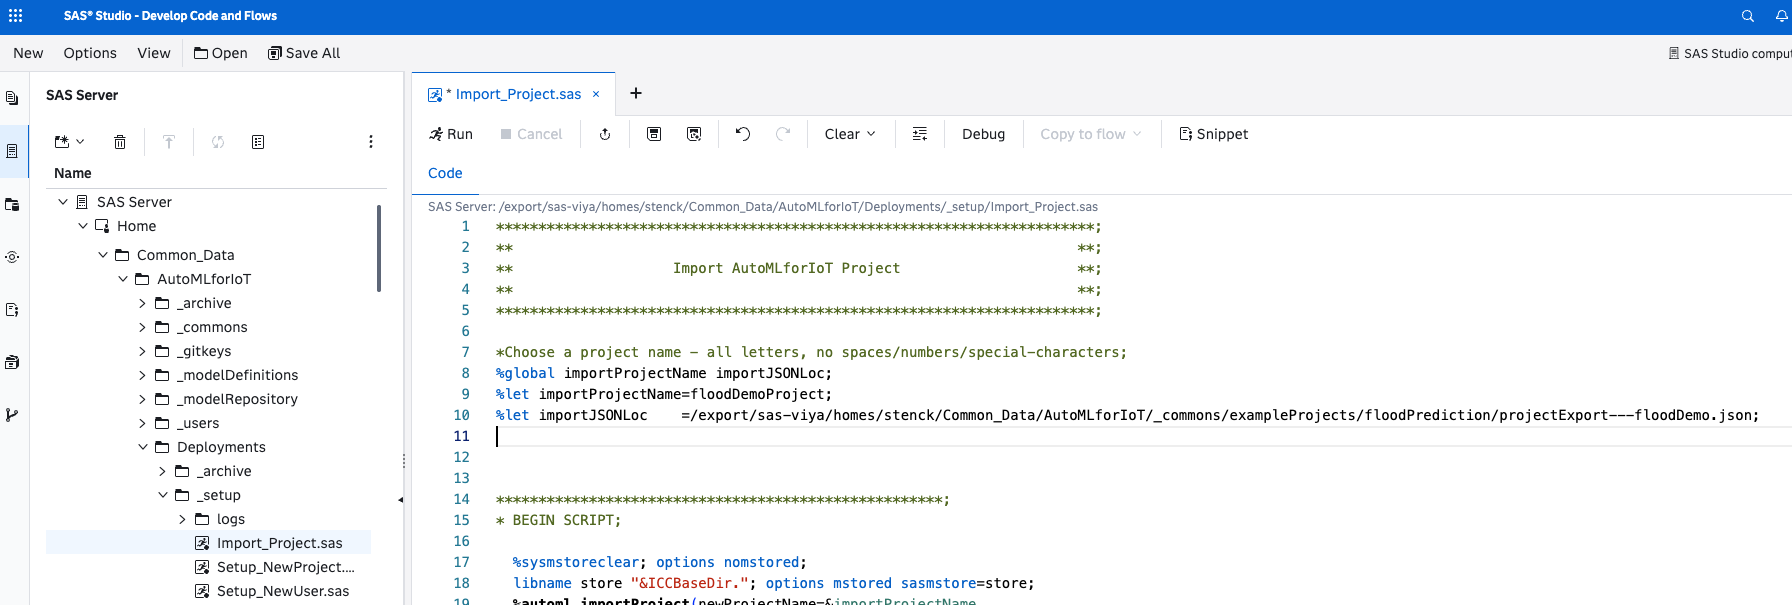 SAS® Studio - Develop Code and Flows
New Options View Open Save All
SAS Studio comput
SAS Server
Name
SAS Server
Home
Common_Data
AutoMLforIoT
_archive
_commons
_gitkeys
_modelDefinitions
_modelRepository
_users
Deployments
_archive
_setup
logs
Import_Project.sas
Setup_NewProject....
Setup_NewUser.sas
* Import_Project.sas × +
Run Cancel Clear Debug Copy to flow Snippet
Code
SAS Server: /export/sas-viya/homes/stenck/Common_Data/AutoMLforIoT/Deployments/_setup/Import_Project.sas
1 ***********************************************************************;
2 ** **;
3 ** Import AutoMLforIoT Project **;
4 ** **;
5 ***********************************************************************;
6
7 *Choose a project name - all letters, no spaces/numbers/special-characters;
8 %global importProjectName importJSONLoc;
9 %let importProjectName=floodDemoProject;
10 %let importJSONLoc =/export/sas-viya/homes/stenck/Common_Data/AutoMLforIoT/_commons/exampleProjects/floodPrediction/projectExport---floodDemo.json;
11
12
13
14 *****************************************************;
15 * BEGIN SCRIPT;
16
17 %sysmstoreclear; options nomstored;
18 libname store "&ICCBaseDir."; options mstored sasmstore=store;
19 %automl_importProject(newProjectName=&importProjectName